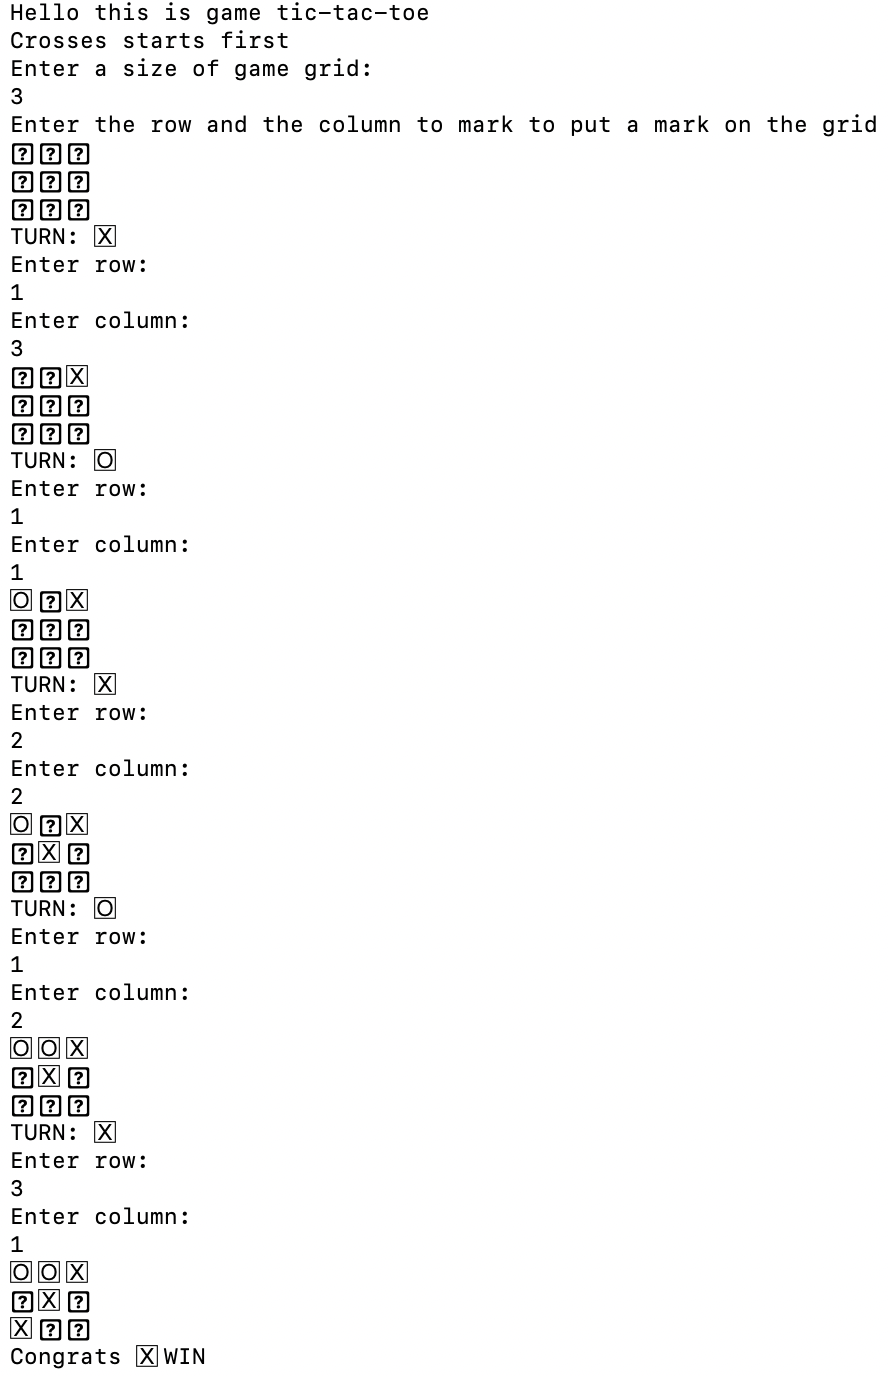 Hello this is game tic-tac-toe
Crosses starts first
Enter a size of game grid:
3
Enter the row and the column to mark to put a mark on the grid
⍰⍰⍰
⍰⍰⍰
⍰⍰⍰
TURN: 🅇
Enter row:
1
Enter column:
3
⍰⍰🅇
⍰⍰⍰
⍰⍰⍰
TURN: 🄾
Enter row:
1
Enter column:
1
🄾⍰🅇
⍰⍰⍰
⍰⍰⍰
TURN: 🅇
Enter row:
2
Enter column:
2
🄾⍰🅇
⍰🅇⍰
⍰⍰⍰
TURN: 🄾
Enter row:
1
Enter column:
2
🄾🄾🅇
⍰🅇⍰
⍰⍰⍰
TURN: 🅇
Enter row:
3
Enter column:
1
🄾🄾🅇
⍰🅇⍰
🅇⍰⍰
Congrats 🅇WIN